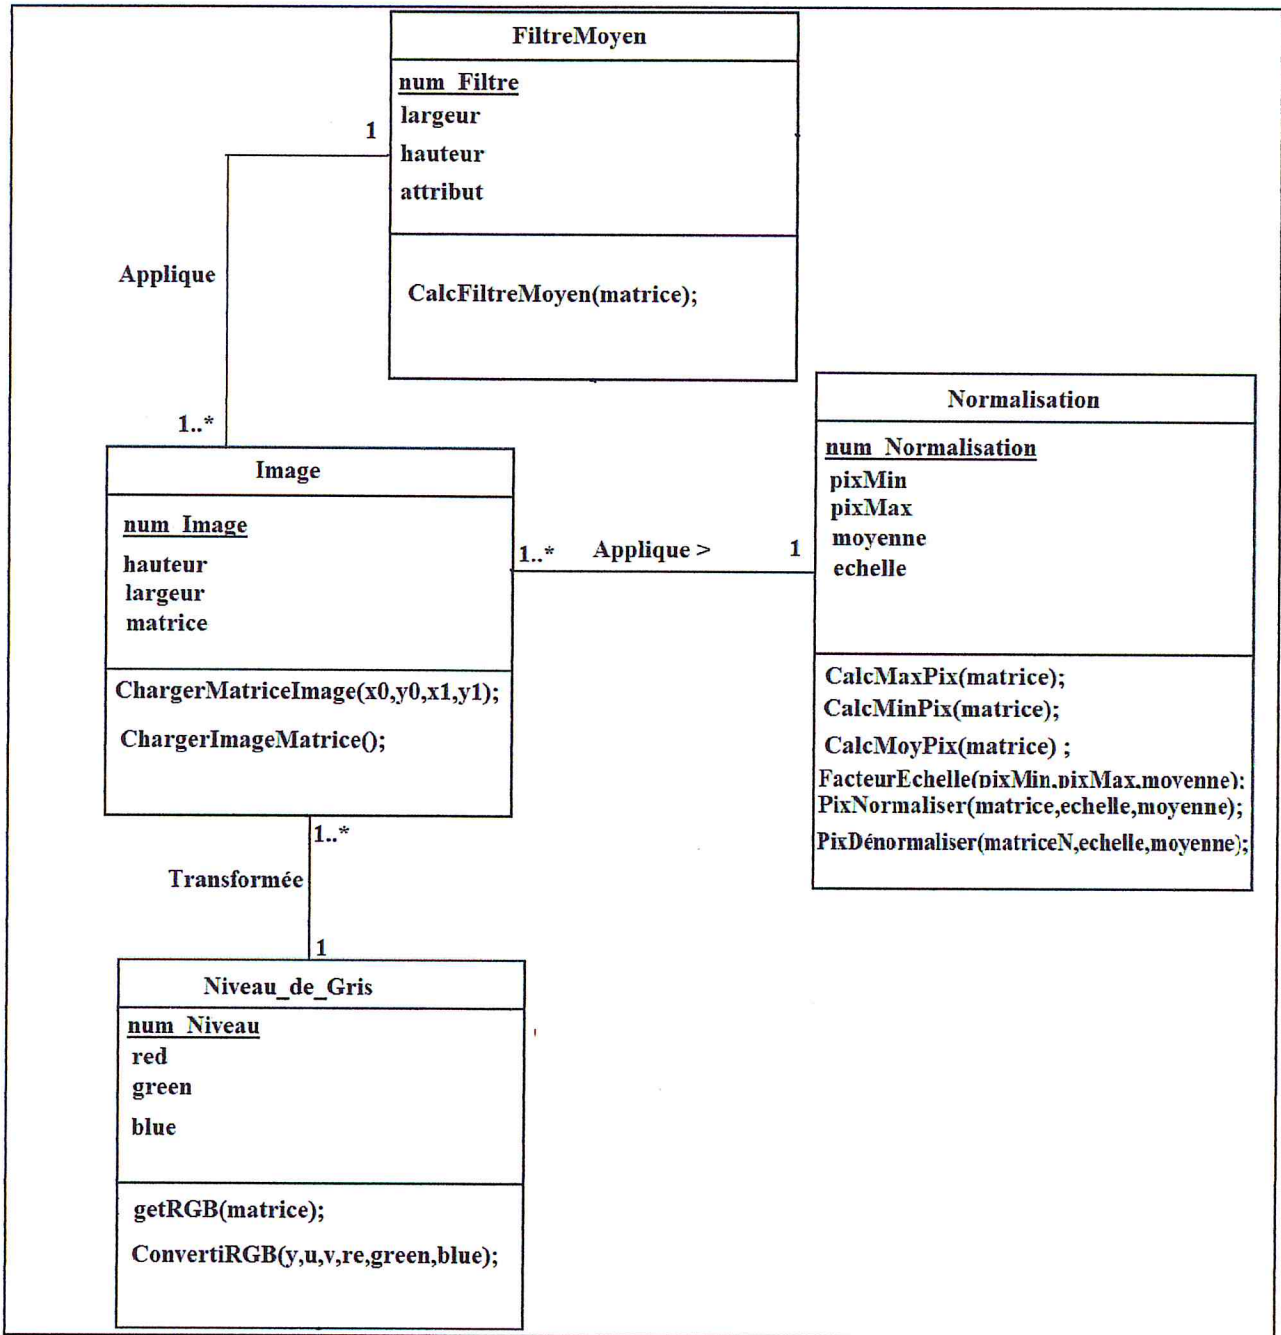 FiltreMoyen
num_Filtre
largeur
hauteur
attribut
CalcFiltreMoyen(matrice);
1
Applique
1..*
Image
num_Image
hauteur
largeur
matrice
ChargerMatriceImage(x0,y0,x1,y1);
ChargerImageMatrice();
1..* Applique > 1
Normalisation
num_Normalisation
pixMin
pixMax
moyenne
echelle
CalcMaxPix(matrice);
CalcMinPix(matrice);
CalcMoyPix(matrice) ;
FacteurEchelle(pixMin,pixMax,moyenne);
PixNormaliser(matrice,echelle,moyenne);
PixDénormaliser(matriceN,echelle,moyenne);
1..*
Transformée
1
Niveau_de_Gris
num_Niveau
red
green
blue
getRGB(matrice);
ConvertiRGB(y,u,v,re,green,blue);